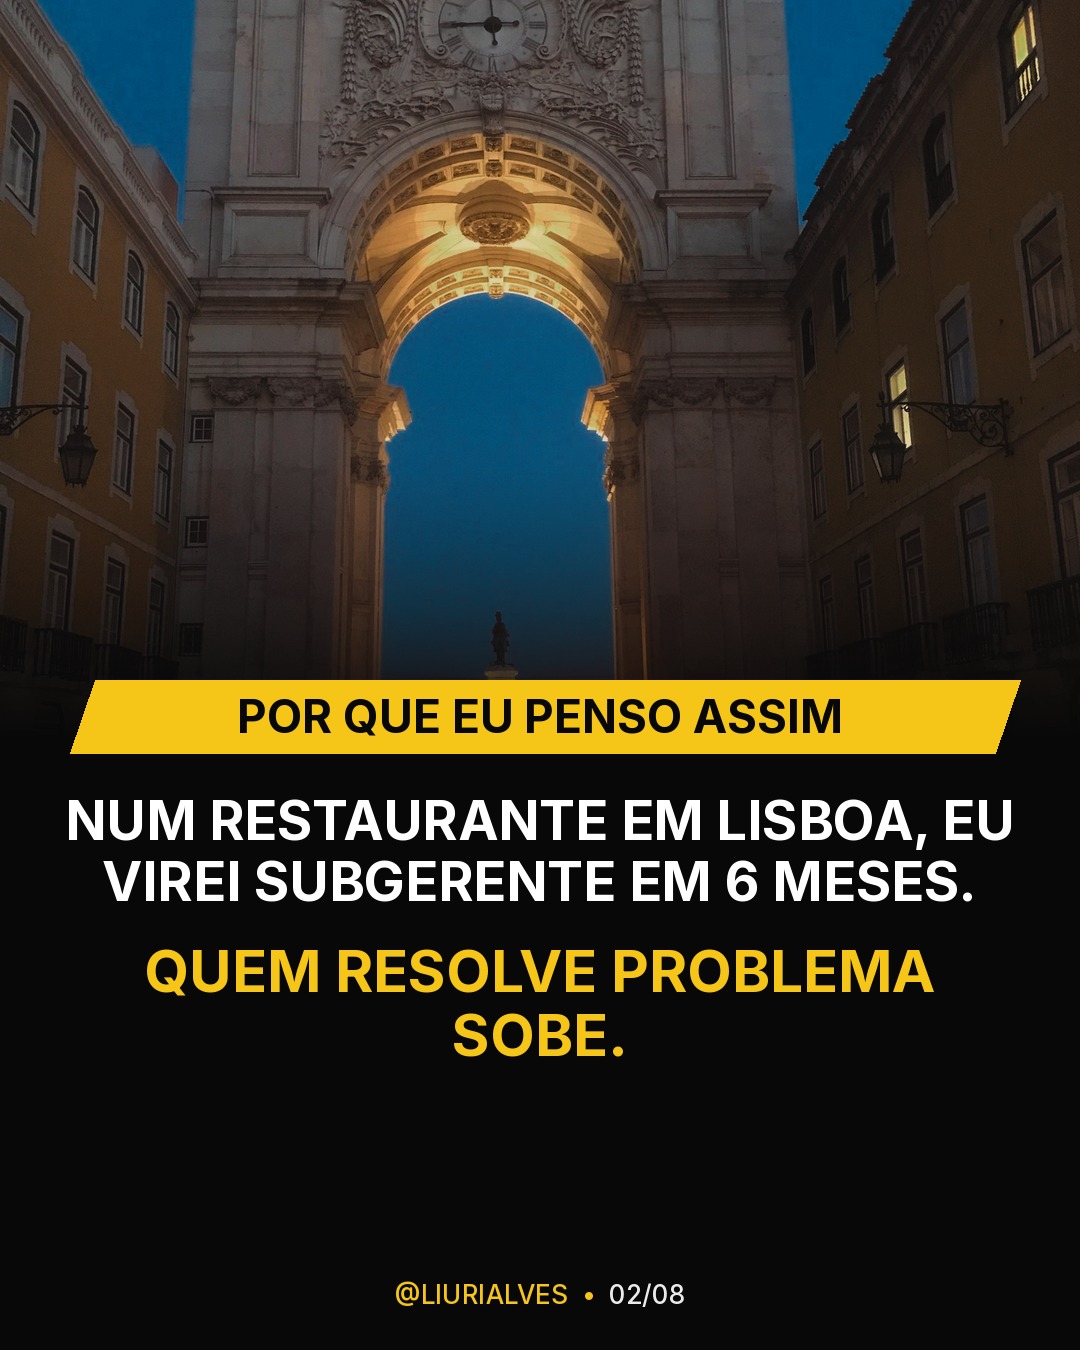 POR QUE EU PENSO ASSIM
NUM RESTAURANTE EM LISBOA, EU
VIREI SUBGERENTE EM 6 MESES.
QUEM RESOLVE PROBLEMA
SOBE.
@LIURIALVES • 02/08